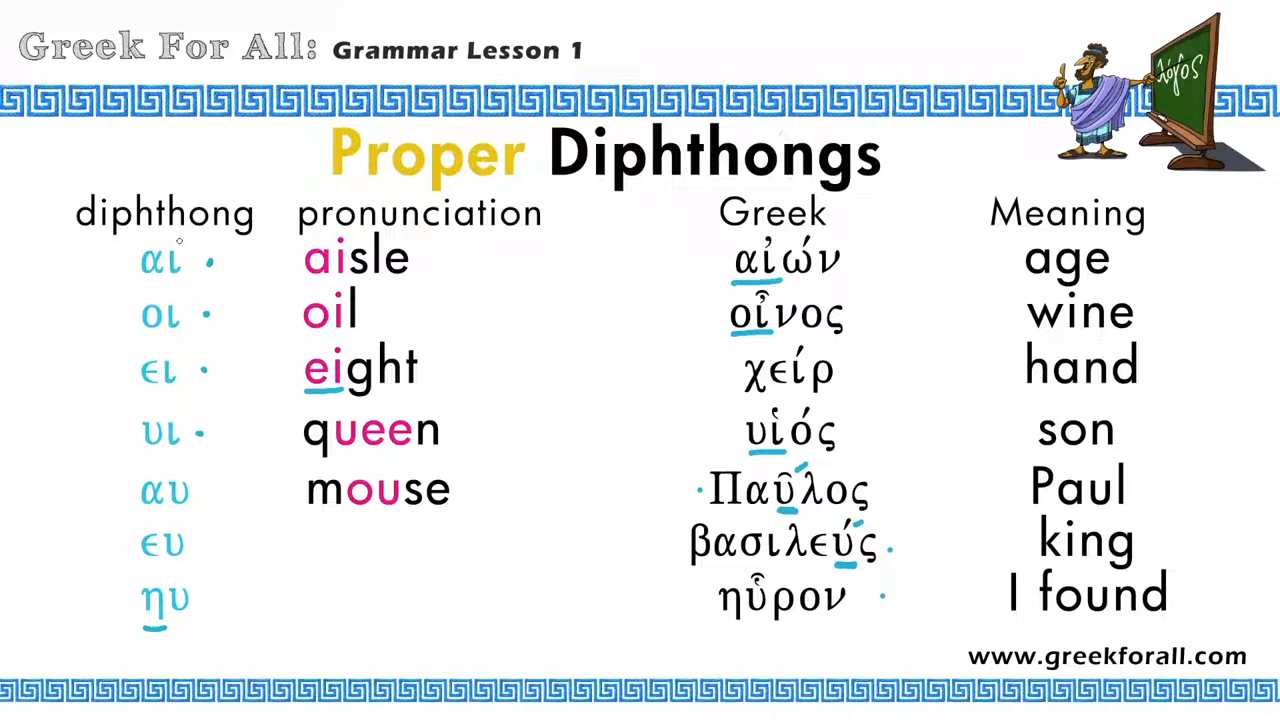 Greek For All: Grammar Lesson 1
λόγος
Proper Diphthongs
diphthong pronunciation Greek Meaning
αι aisle αἰών age
οι oil οἶνος wine
ει eight χείρ hand
υι queen υἱός son
αυ mouse Παῦλος Paul
ευ βασιλεύς king
ηυ ηὗρον I found
www.greekforall.com